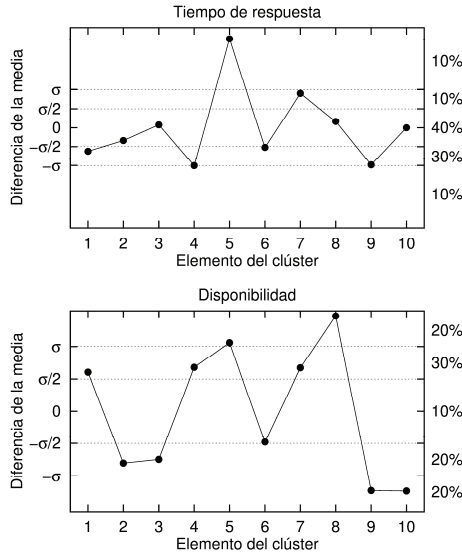 Tiempo de respuesta
Diferencia de la media
σ
σ/2
0
−σ/2
−σ
10%
10%
40%
30%
10%
1 2 3 4 5 6 7 8 9 10
Elemento del clúster
Disponibilidad
Diferencia de la media
σ
σ/2
0
−σ/2
−σ
20%
30%
10%
20%
20%
1 2 3 4 5 6 7 8 9 10
Elemento del clúster